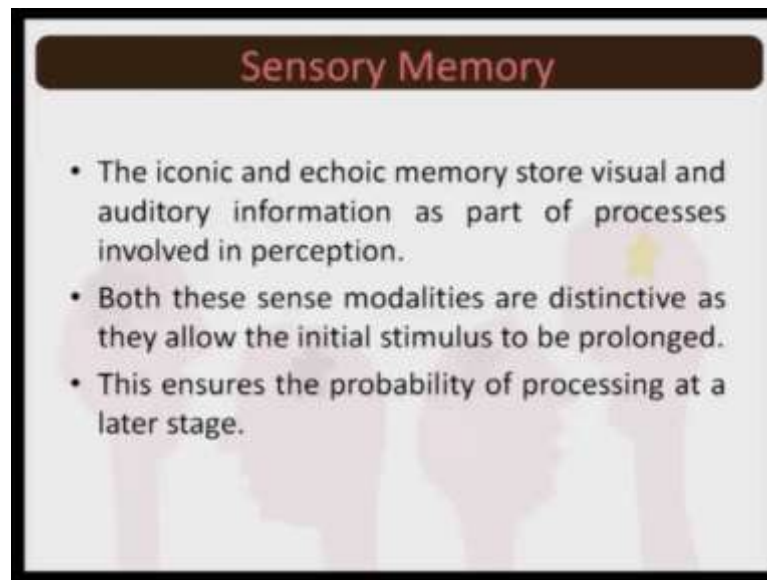 Sensory Memory
• The iconic and echoic memory store visual and
auditory information as part of processes
involved in perception.
• Both these sense modalities are distinctive as
they allow the initial stimulus to be prolonged.
• This ensures the probability of processing at a
later stage.